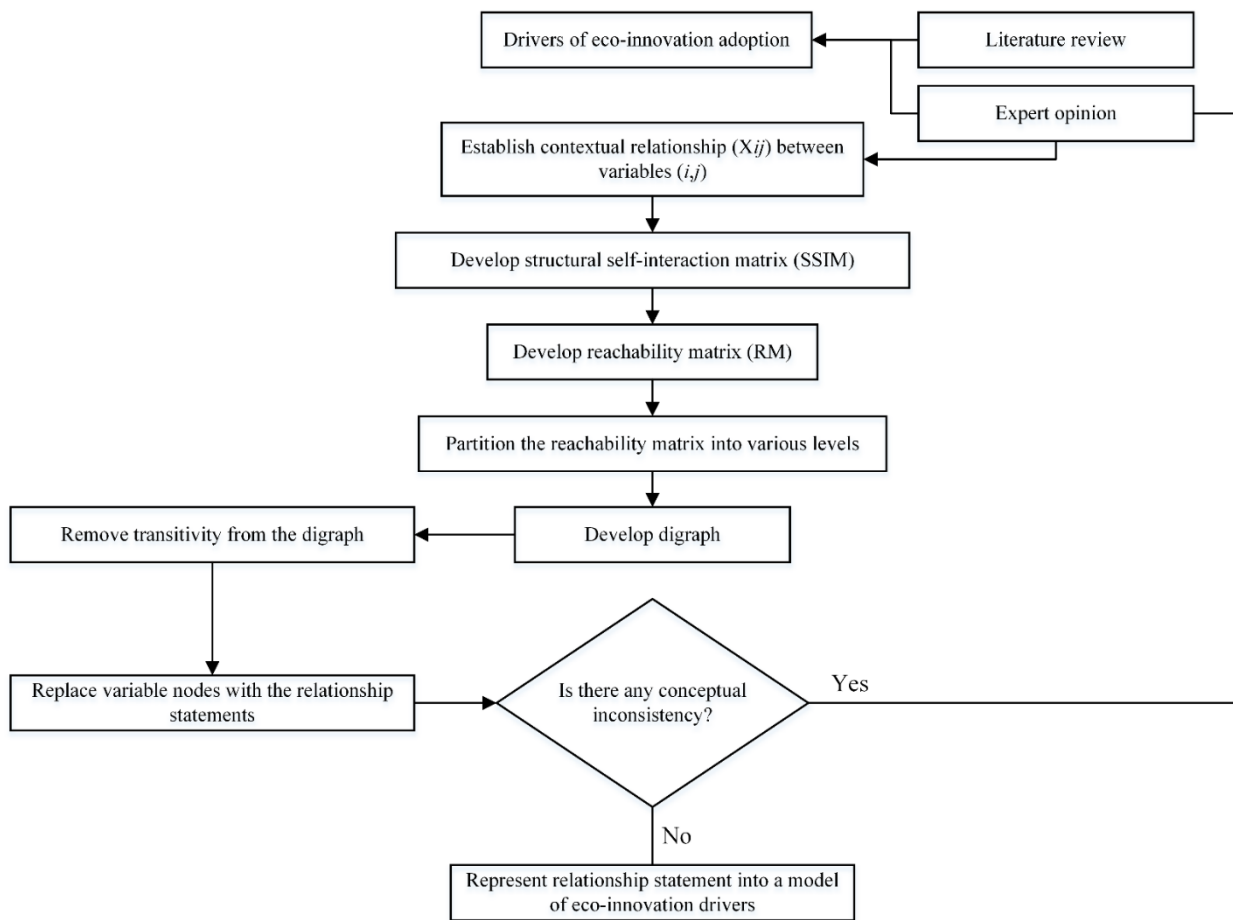 Drivers of eco-innovation adoption
Literature review
Expert opinion
Establish contextual relationship (Xij) between
variables (i,j)
Develop structural self-interaction matrix (SSIM)
Develop reachability matrix (RM)
Partition the reachability matrix into various levels
Remove transitivity from the digraph
Develop digraph
Replace variable nodes with the relationship
statements
Is there any conceptual
inconsistency?
Yes
No
Represent relationship statement into a model
of eco-innovation drivers